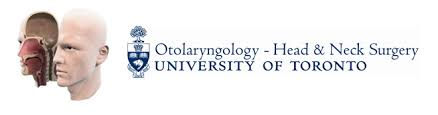 Otolaryngology - Head & Neck Surgery
UNIVERSITY OF TORONTO